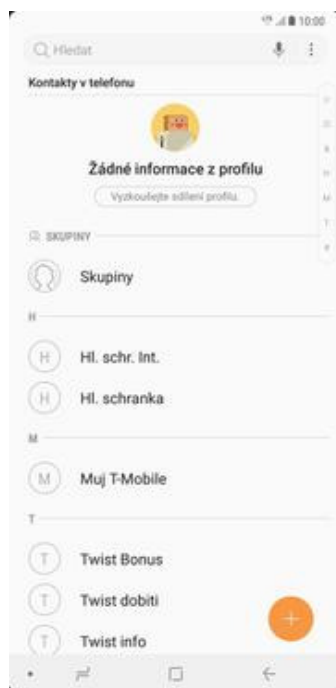 10:00
Hledat
Kontakty v telefonu
Žádné informace z profilu
Vyzkoušejte sdílení profilu.
SKUPINY
Skupiny
H
H Hl. schr. Int.
H Hl. schranka
M
M Muj T-Mobile
T
T Twist Bonus
T Twist dobiti
T Twist info